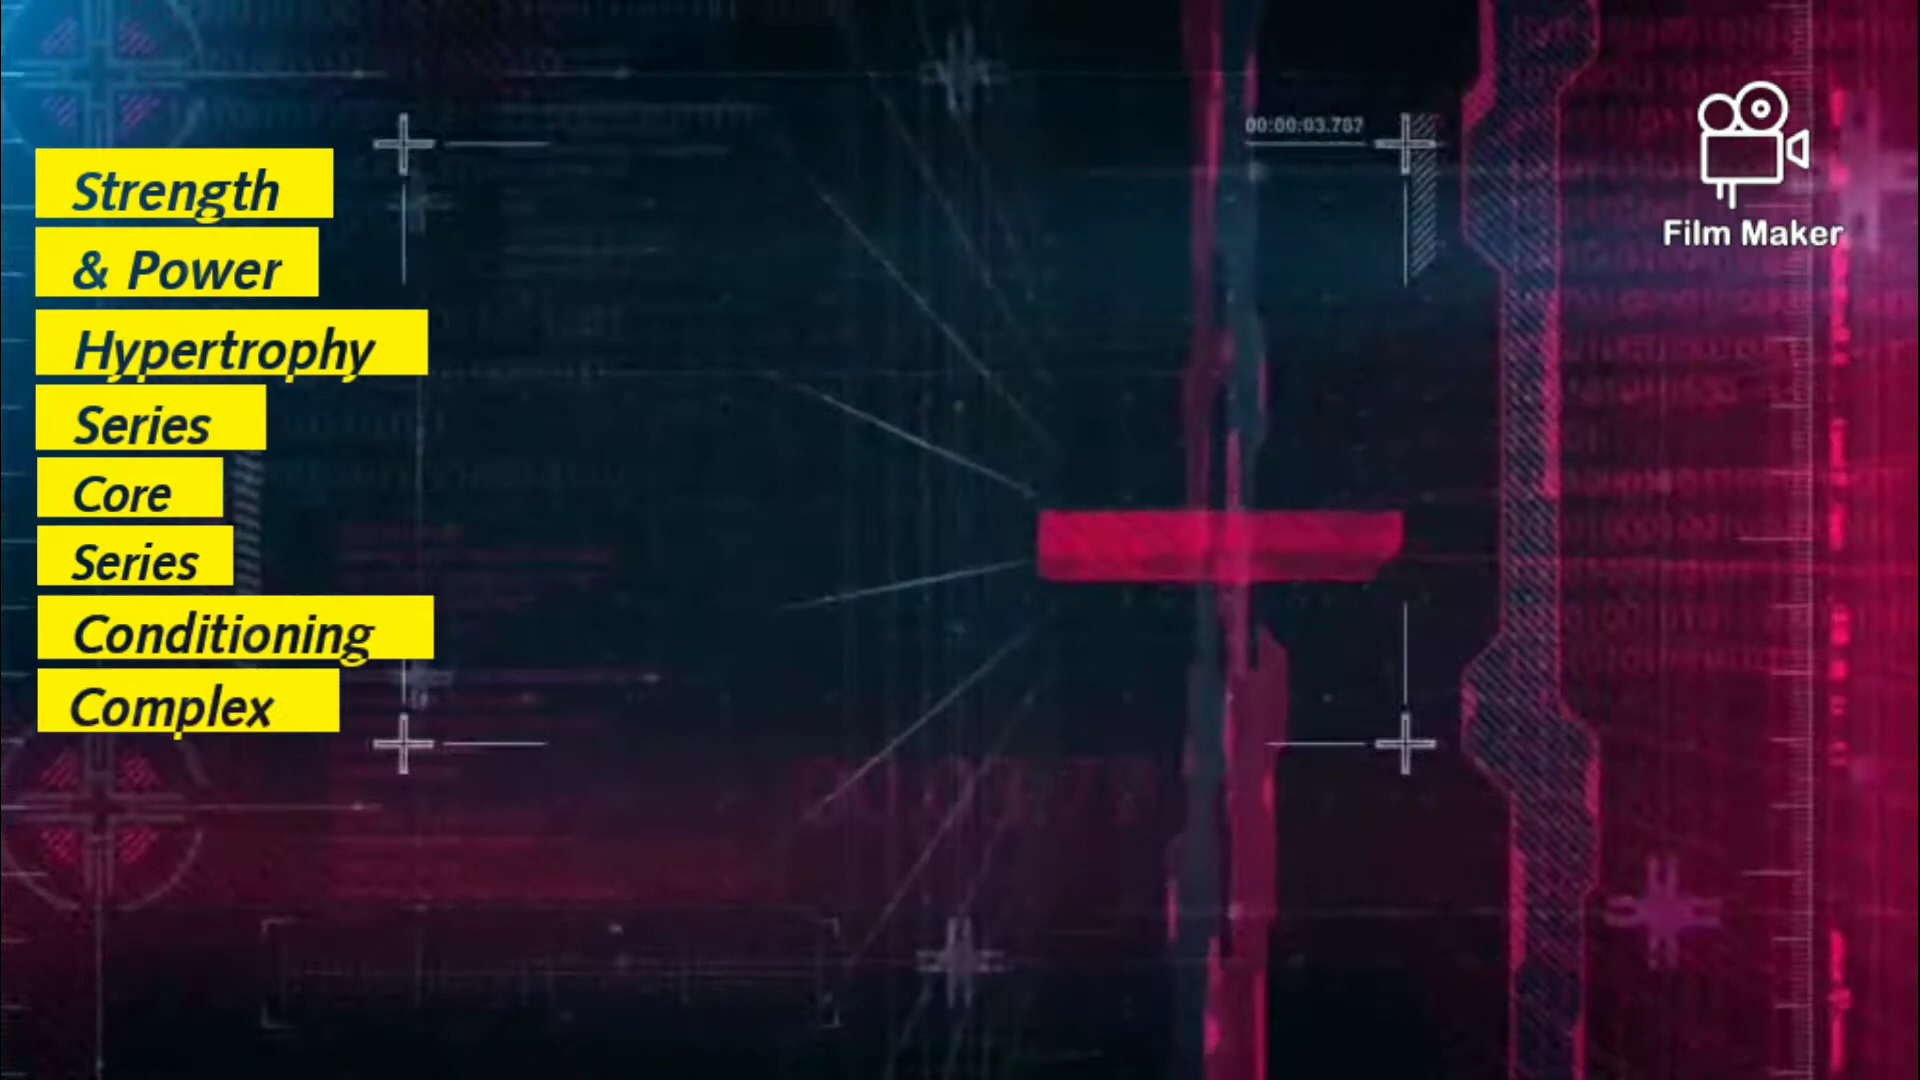 Strength
& Power
Hypertrophy
Series
Core
Series
Conditioning
Complex
00:00:03.787
Film Maker